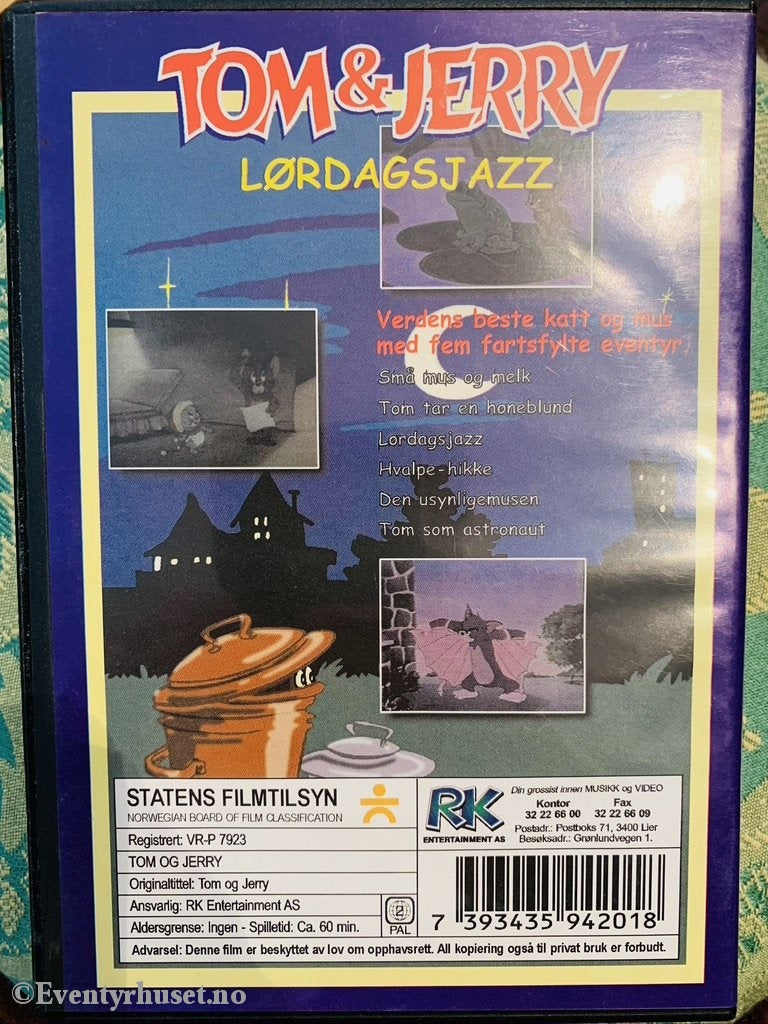 TOM & JERRY
LØRDAGSJAZZ
Verdens beste katt og mus
med fem fartsfylte eventyr;
Små mus og melk
Tom tar en høneblund
Lørdagsjazz
Hvalpe-hikke
Den usynligemusen
Tom som astronaut
STATENS FILMTILSYN
NORWEGIAN BOARD OF FILM CLASSIFICATION
Registrert: VR-P 7923
TOM OG JERRY
Originaltittel: Tom og Jerry
Ansvarlig: RK Entertainment AS
Aldersgrense: Ingen - Spilletid: Ca. 60 min.
2
PAL
RK
ENTERTAINMENT AS
Din grossist innen MUSIKK og VIDEO
Kontor Fax
32 22 66 00 32 22 66 09
Postadr.: Postboks 71, 3400 Lier
Besøksadr.: Grønlundvegen 1.
7 393435 942018
Advarsel: Denne film er beskyttet av lov om opphavsrett. All kopiering også til privat bruk er forbudt.
©Eventyrhuset.no